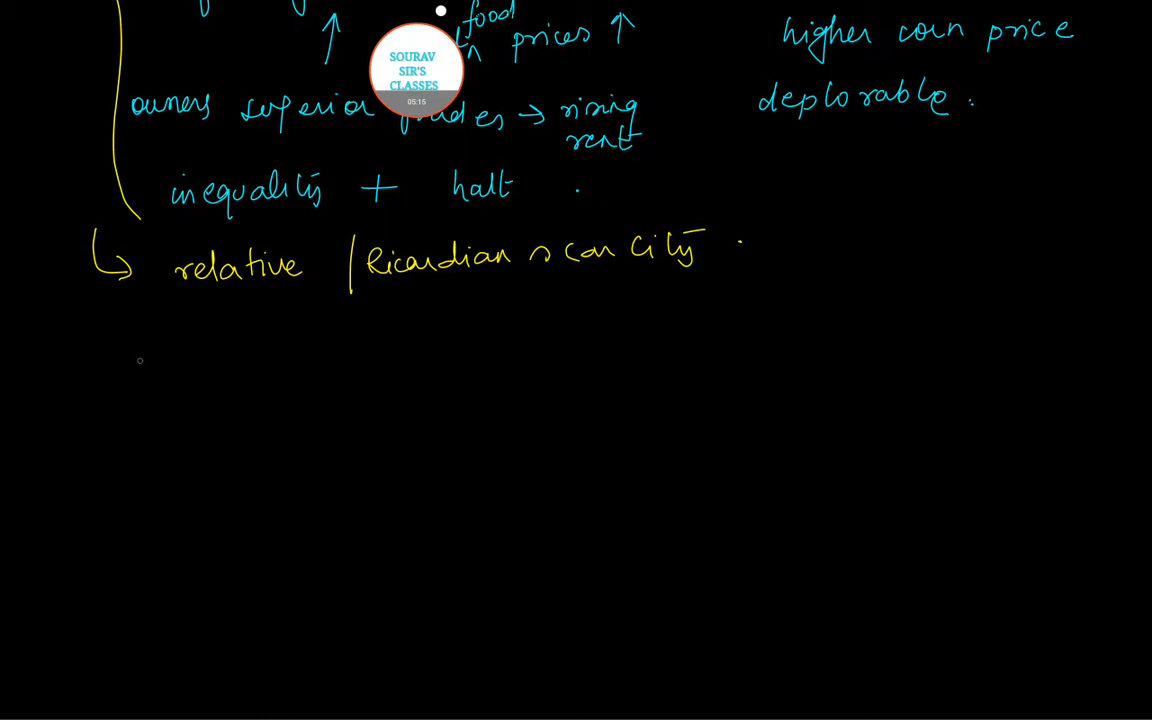 food
↑ prices ↑ higher corn price
SOURAV
SIR'S
CLASSES
05:15
owners superior grades → rising
rent
deplorable.
inequality + halt .
↳ relative / Ricardian scarcity .